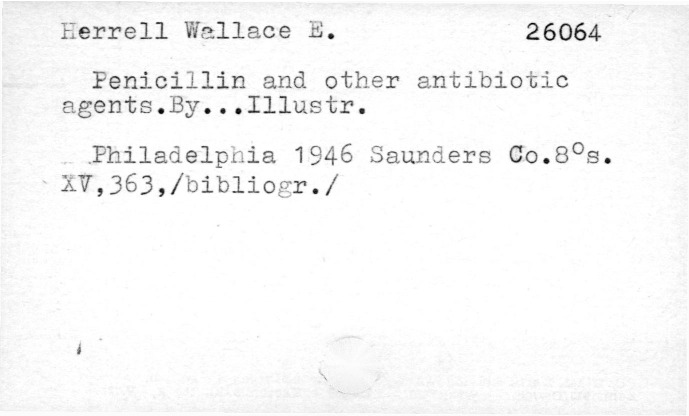 Herrell Wallace E. 26064
Penicillin and other antibiotic
agents.By...Illustr.
Philadelphia 1946 Saunders Co.8°s.
XV,363,/bibliogr./